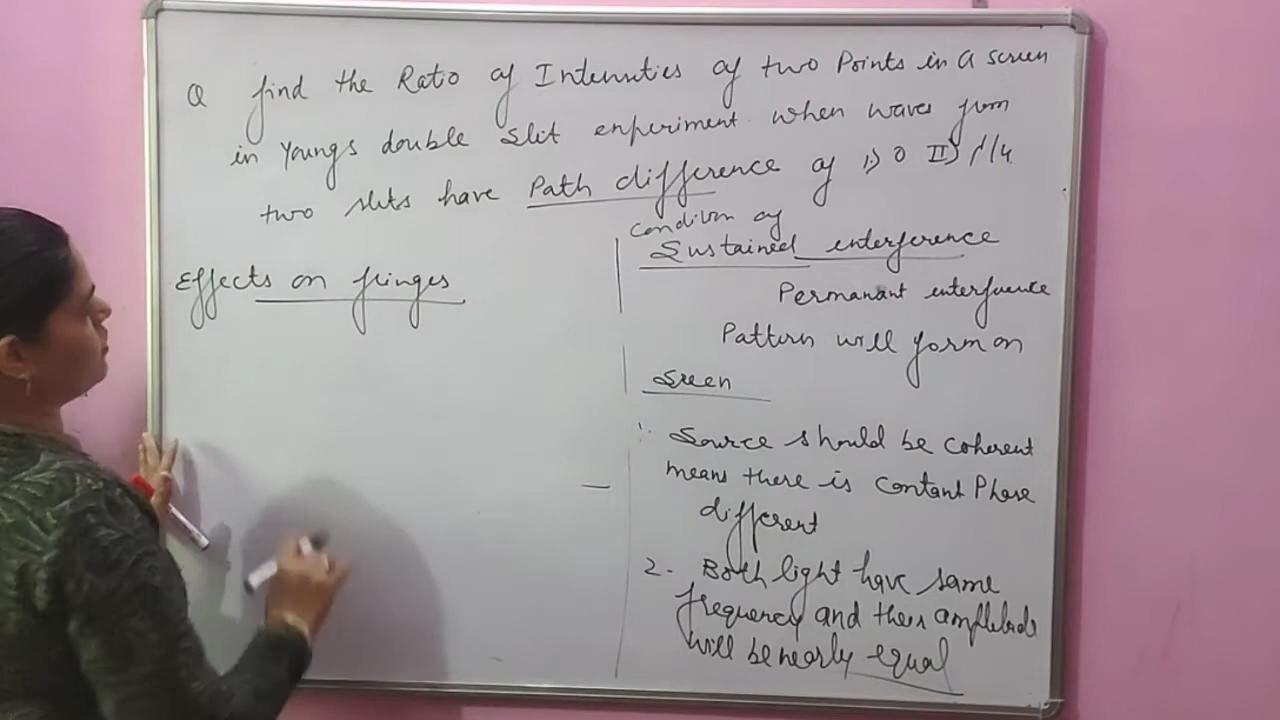 Q find the Ratio of Intensities of two Points in a screen
in Youngs double slit experiment when waves from
two slits have Path difference of i) 0 II) λ/4
Effects on fringes
Condition of
Sustained interference
Permanant interference
Pattern will form on
Sreen
1. Source should be coherent
means there is contant Phase
different
2. Both light have same
frequency and their amplitude
will be nearly equal